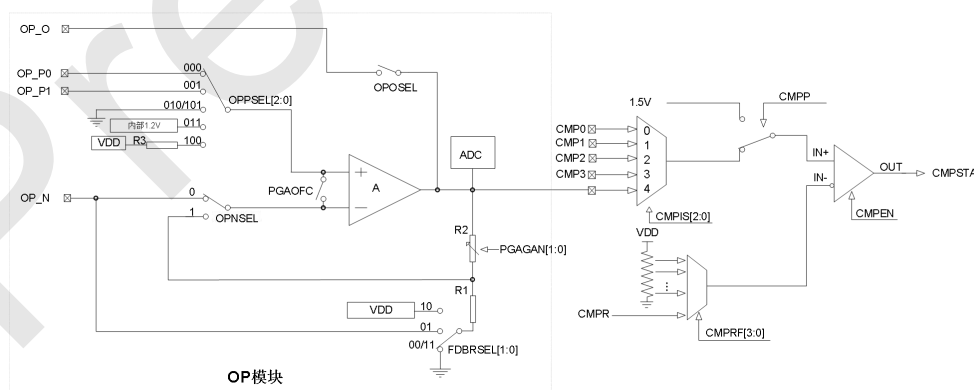 OP_O
OP_P0
OP_P1
000
001
010/101
内部1.2V
011
VDD
R3
100
OPPSEL[2:0]
OPOSEL
OP_N
0
1
OPNSEL
PGAOFC
+
A
−
ADC
R2
PGAGAN[1:0]
R1
VDD
10
01
00/11
FDBRSEL[1:0]
OP模块
1.5V
CMPP
CMP0
CMP1
CMP2
CMP3
0
1
2
3
4
CMPIS[2:0]
VDD
CMPR
CMPRF[3:0]
IN+
IN-
OUT
CMPSTA
CMPEN
Pre